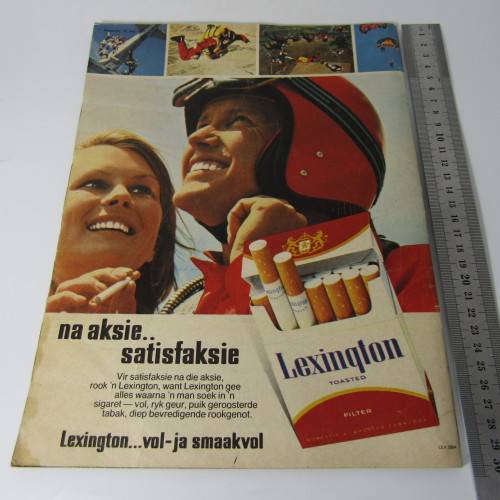 na aksie..
satisfaksie
Vir satisfaksie na die aksie,
rook 'n Lexington, want Lexington gee
alles waarna 'n man soek in 'n
sigaret — vol, ryk geur, puik geroosterde
tabak, diep bevredigende rookgenot.
Lexington...vol-ja smaakvol
Lexington
TOASTED
FILTER